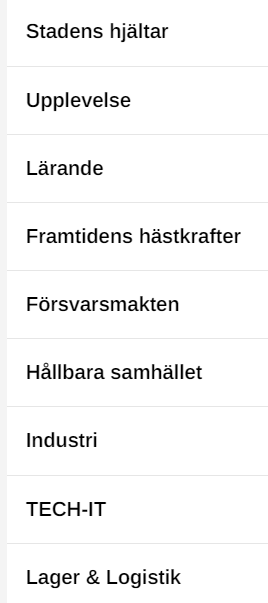 Stadens hjältar
Upplevelse
Lärande
Framtidens hästkrafter
Försvarsmakten
Hållbara samhället
Industri
TECH-IT
Lager & Logistik